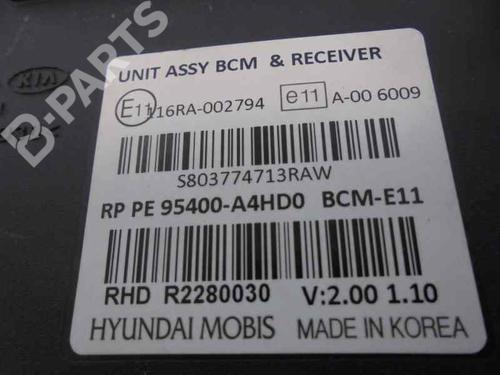 B-PARTS
KIA
UNIT ASSY BCM & RECEIVER
E11 116RA-002794 e11 A-00 6009
S803774713RAW
RP PE 95400-A4HD0 BCM-E11
RHD R2280030 V:2.00 1.10
HYUNDAI MOBIS MADE IN KOREA